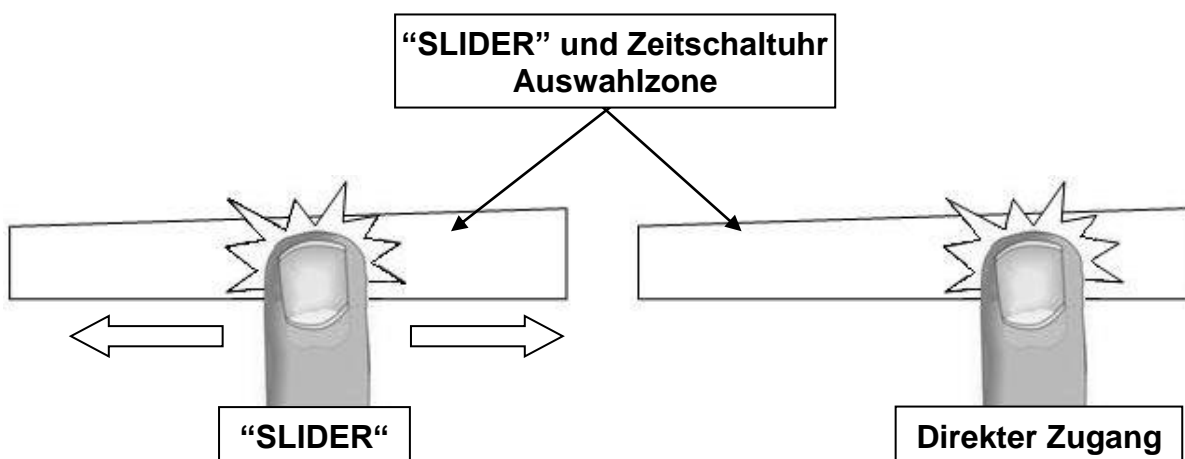 “SLIDER” und Zeitschaltuhr
Auswahlzone
“SLIDER“
Direkter Zugang